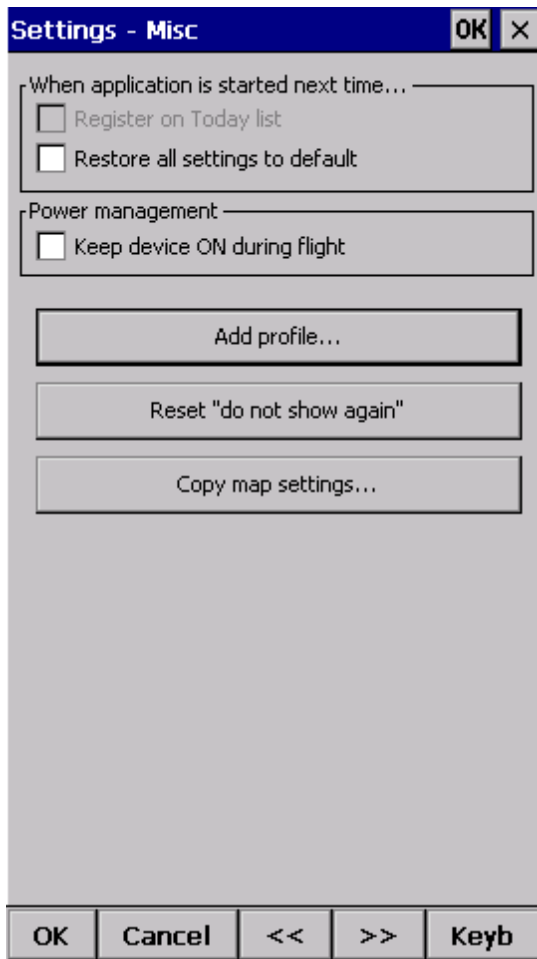 Settings - Misc OK ×
When application is started next time...
Register on Today list
Restore all settings to default
Power management
Keep device ON during flight
Add profile...
Reset "do not show again"
Copy map settings...
OK Cancel << >> Keyb